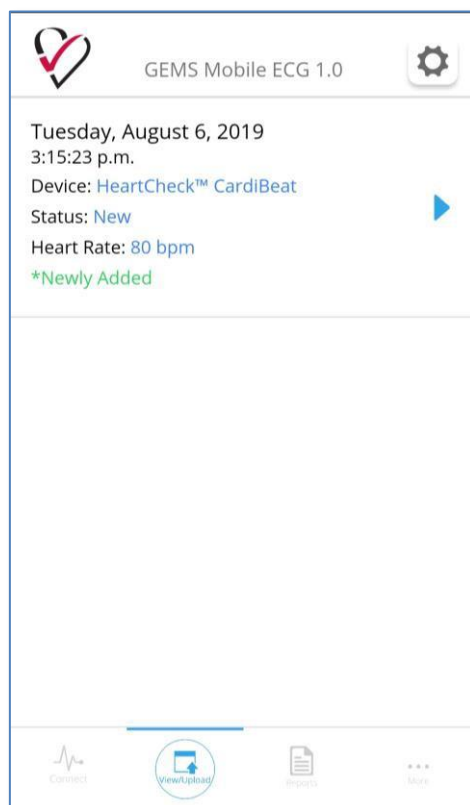 GEMS Mobile ECG 1.0
Tuesday, August 6, 2019
3:15:23 p.m.
Device: HeartCheck™ CardiBeat
Status: New
Heart Rate: 80 bpm
*Newly Added
Connect
View/Upload
Reports
More